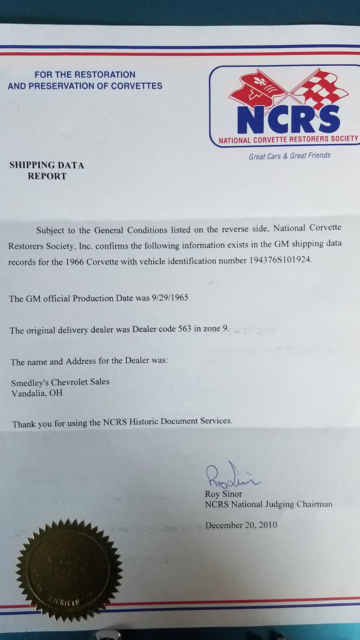 FOR THE RESTORATION
AND PRESERVATION OF CORVETTES
NCRS
NATIONAL CORVETTE RESTORERS SOCIETY
Great Cars & Great Friends
SHIPPING DATA
REPORT
Subject to the General Conditions listed on the reverse side, National Corvette
Restorers Society, Inc. confirms the following information exists in the GM shipping data
records for the 1966 Corvette with vehicle identification number 194376S101924.
The GM official Production Date was 9/29/1965
The original delivery dealer was Dealer code 563 in zone 9.
The name and Address for the Dealer was:
Smedley's Chevrolet Sales
Vandalia, OH
Thank you for using the NCRS Historic Document Services.
Roy Sinor
Roy Sinor
NCRS National Judging Chairman
December 20, 2010